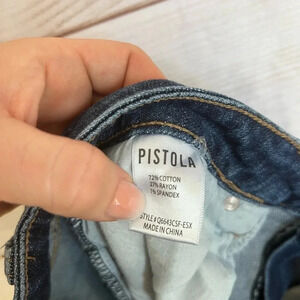 PISTOLA
72% COTTON
27% RAYON
1% SPANDEX
STYLE# Q6643CSF-ESX
MADE IN CHINA